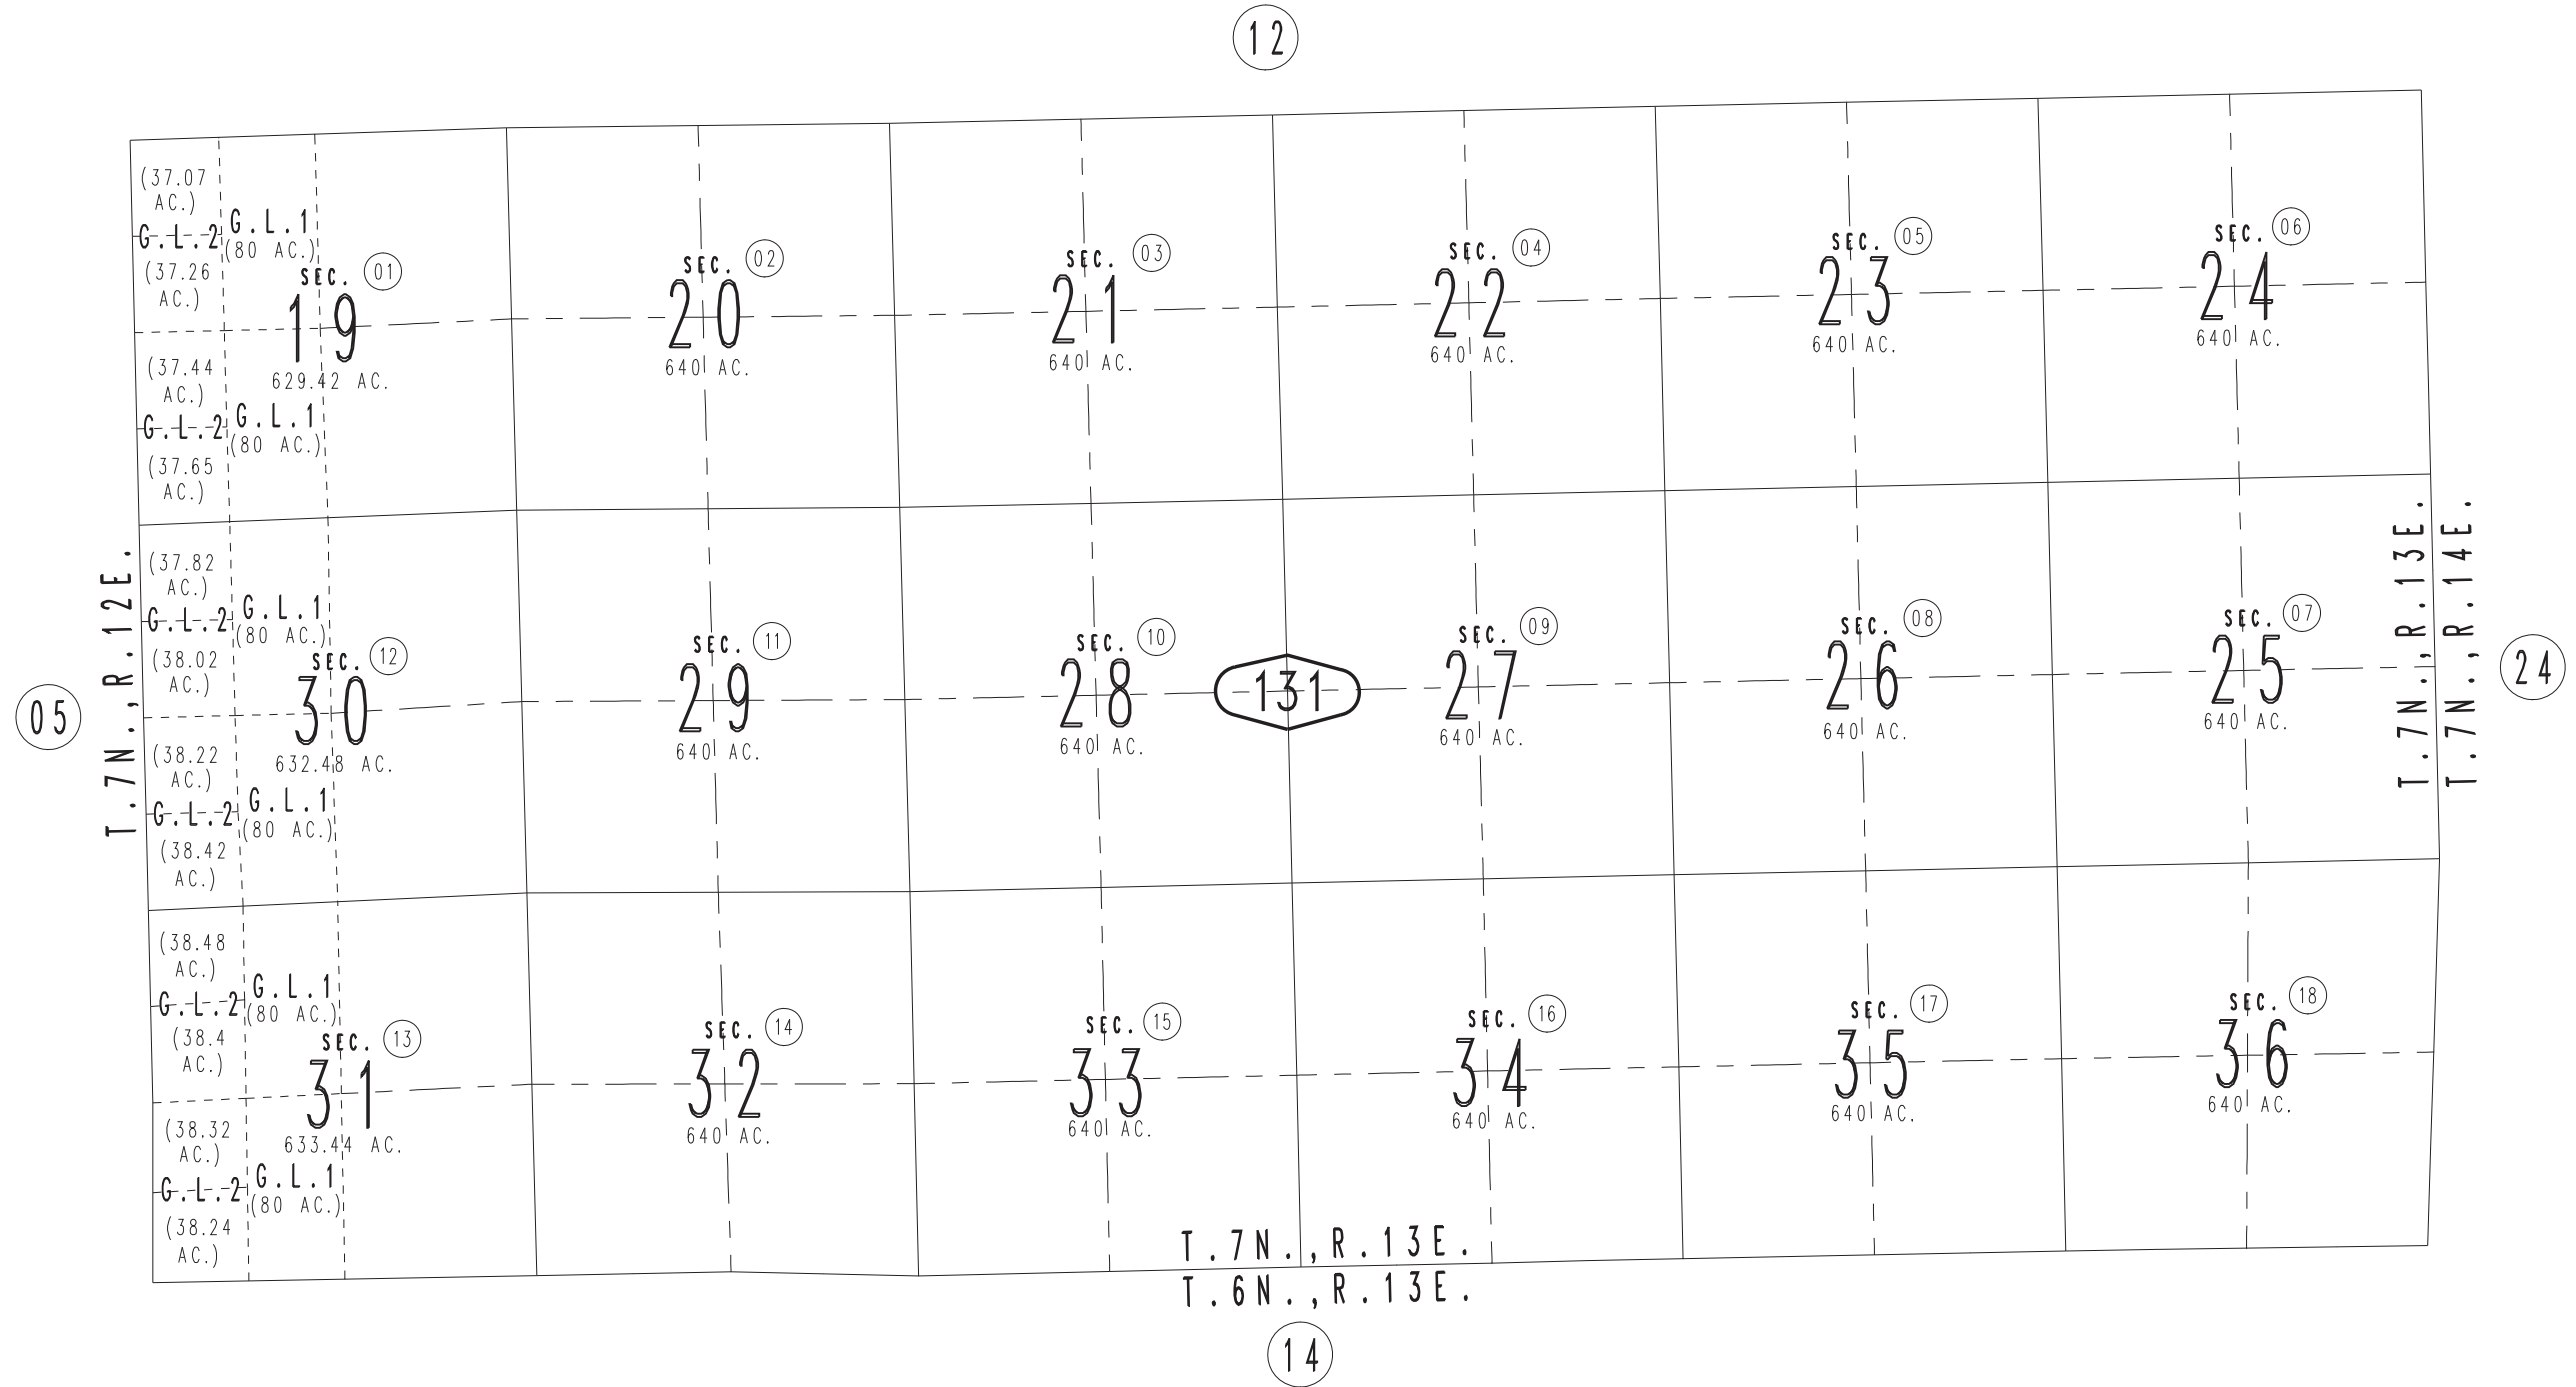 12
(37.07
AC.)
G.L.2
(37.26
AC.)
G.L.1
(80 AC.)
SEC. 01
19
629.42 AC.
(37.44
AC.)
G.L.2
(37.65
AC.)
G.L.1
(80 AC.)
SEC. 02
20
640 AC.
SEC. 03
21
640 AC.
SEC. 04
22
640 AC.
SEC. 05
23
640 AC.
SEC. 06
24
640 AC.
05
T.7N.,R.12E.
(37.82
AC.)
G.L.2
(38.02
AC.)
G.L.1
(80 AC.)
SEC. 12
30
632.48 AC.
(38.22
AC.)
G.L.2
(38.42
AC.)
G.L.1
(80 AC.)
SEC. 11
29
640 AC.
SEC. 10
28
640 AC.
131
SEC. 09
27
640 AC.
SEC. 08
26
640 AC.
SEC. 07
25
640 AC.
T.7N.,R.13E.
T.7N.,R.14E.
24
(38.48
AC.)
G.L.2
(38.4
AC.)
G.L.1
(80 AC.)
SEC. 13
31
633.44 AC.
(38.32
AC.)
G.L.2
(38.24
AC.)
G.L.1
(80 AC.)
SEC. 14
32
640 AC.
SEC. 15
33
640 AC.
SEC. 16
34
640 AC.
SEC. 17
35
640 AC.
SEC. 18
36
640 AC.
T.7N.,R.13E.
T.6N.,R.13E.
14